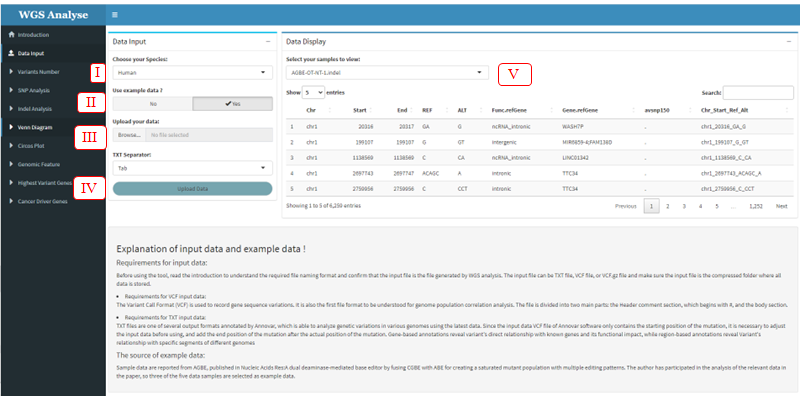 WGS Analyse
Introduction
Data Input
Variants Number
SNP Analysis
Indel Analysis
Venn Diagram
Circos Plot
Genomic Feature
Highest Variant Genes
Cancer Driver Genes
I
II
III
IV
V
Data Input
Choose your Species:
Human
Use example data ?
No Yes
Upload your data:
Browse... No file selected
TXT Separator:
Tab
Upload Data
Data Display
Select your samples to view:
AGBE-OT-NT-1.indel
Show 5 entries Search:
Chr Start End REF ALT Func.refGene Gene.refGene avsnp150 Chr_Start_Ref_Alt
1 chr1 20316 20317 GA G ncRNA_intronic WASH7P . chr1_20316_GA_G
2 chr1 199107 199107 G GT intergenic MIR6859-4;FAM138D . chr1_199107_G_GT
3 chr1 1138569 1138569 C CA ncRNA_intronic LINC01342 . chr1_1138569_C_CA
4 chr1 2697743 2697747 ACAGC A intronic TTC34 . chr1_2697743_ACAGC_A
5 chr1 2759956 2759956 C CCT intronic TTC34 . chr1_2759956_C_CCT
Showing 1 to 5 of 6,259 entries Previous 1 2 3 4 5 ... 1,252 Next
Explanation of input data and example data !
Requirements for input data:
Before using the tool, read the introduction to understand the required file naming format and confirm that the input file is the file generated by WGS analysis. The input file can be TXT file, VCF file, or VCF.gz file and make sure the input file is the compressed folder where all
data is stored.
• Requirements for VCF input data:
The Variant Call Format (VCF) is used to record gene sequence variations. It is also the first file format to be understood for genome population correlation analysis. The file is divided into two main parts: the Header comment section, which begins with #, and the body section.
• Requirements for TXT input data:
TXT files are one of several output formats annotated by Annovar, which is able to analyze genetic variations in various genomes using the latest data. Since the input data VCF file of Annovar software only contains the starting position of the mutation, it is necessary to adjust
the input data before using, and add the end position of the mutation after the actual position of the mutation. Gene-based annotations reveal variant's direct relationship with known genes and its functional impact, while region-based annotations reveal Variant's
relationship with specific segments of different genomes
The source of example data:
Sample data are reported from AGBE, published in Nucleic Acids Res:A dual deaminase-mediated base editor by fusing CGBE with ABE for creating a saturated mutant population with multiple editing patterns. The author has participated in the analysis of the relevant data in
the paper, so three of the five data samples are selected as example data.